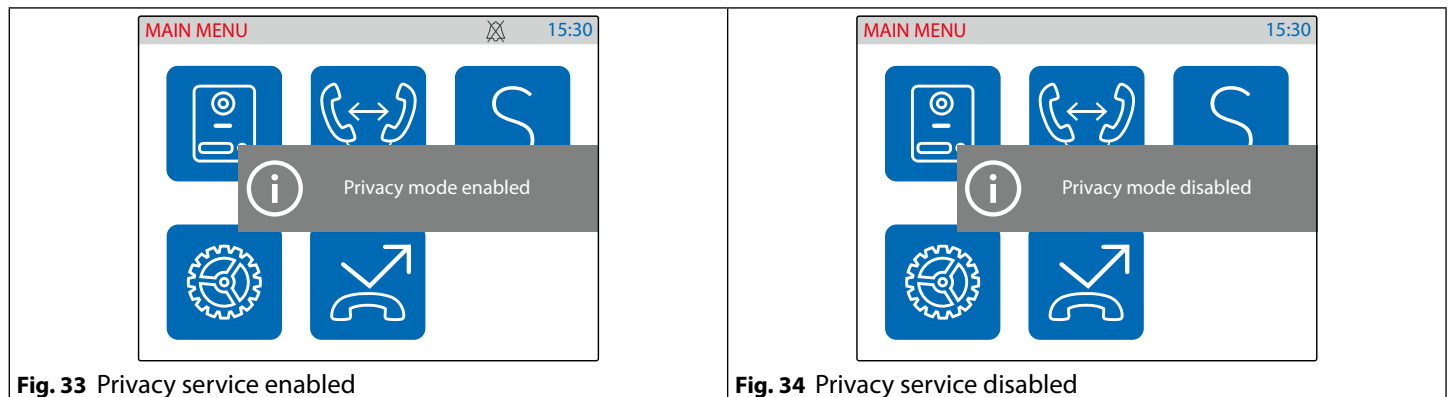 MAIN MENU 15:30
Privacy mode enabled
Fig. 33 Privacy service enabled
MAIN MENU 15:30
Privacy mode disabled
Fig. 34 Privacy service disabled